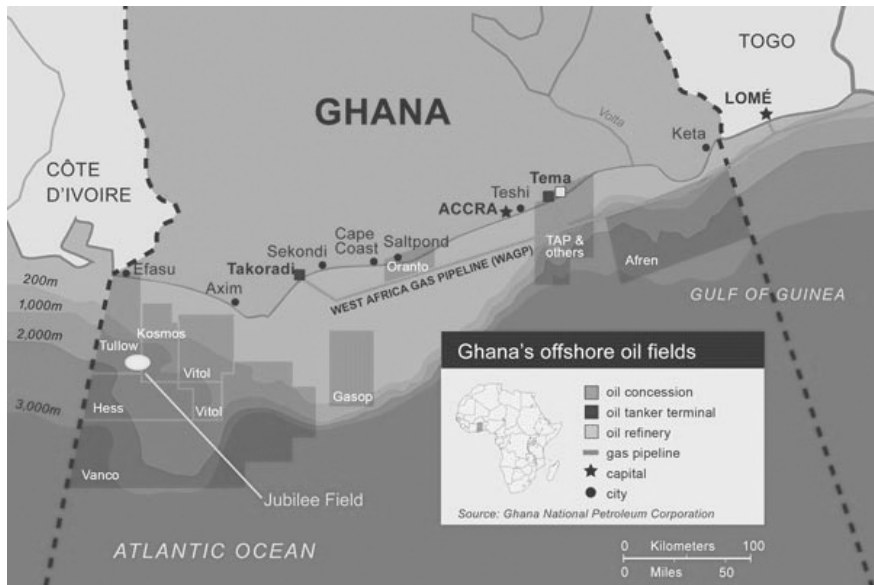 TOGO
LOMÉ
GHANA
Volta
Keta
CÔTE
D'IVOIRE
Tema
Teshi
ACCRA
Cape
Coast
Saltpond
Sekondi
Takoradi
Oranto
TAP &
others
Afren
WEST AFRICA GAS PIPELINE (WAGP)
Efasu
Axim
200m
1,000m
2,000m
3,000m
GULF OF GUINEA
Kosmos
Tullow
Vitol
Hess
Vitol
Gasop
Vanco
Jubilee Field
ATLANTIC OCEAN
Ghana's offshore oil fields
oil concession
oil tanker terminal
oil refinery
gas pipeline
capital
city
Source: Ghana National Petroleum Corporation
0 Kilometers 100
0 Miles 50